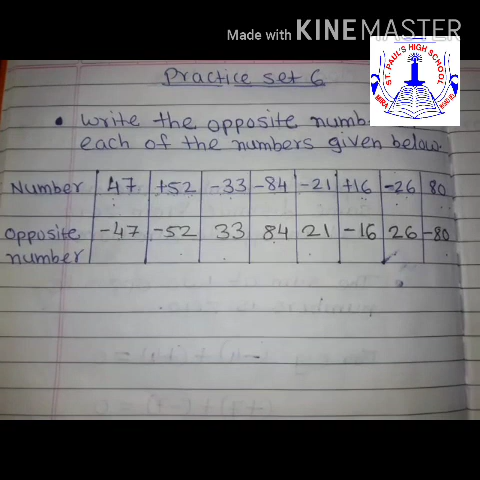 Made with KINEMASTER
ST. PAUL'S HIGH SCHOOL
Practice set 6
• Write the opposite numb
each of the numbers given below.
Number 47 +52 -33 -84 -21 +16 -26 80
Opposite number -47 -52 33 84 21 -16 26 -80